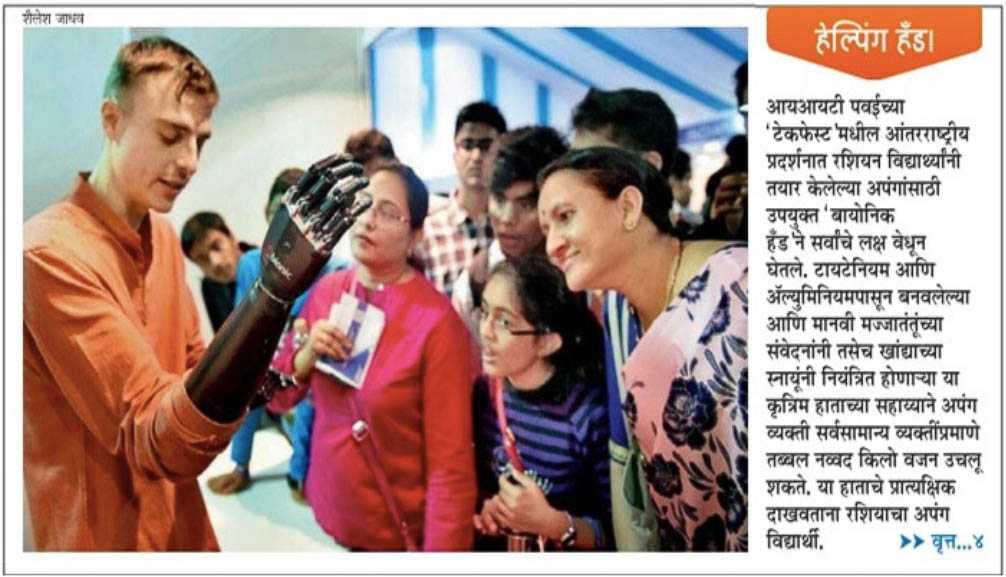 शैलेश जाधव
हेल्पिंग हँड।
आयआयटी पवईच्या
'टेकफेस्ट'मधील आंतरराष्ट्रीय
प्रदर्शनात रशियन विद्यार्थ्यांनी
तयार केलेल्या अपंगांसाठी
उपयुक्त 'बायोनिक
हँड'ने सर्वांचे लक्ष वेधून
घेतले. टायटेनियम आणि
ॲल्युमिनियमपासून बनवलेल्या
आणि मानवी मज्जातंतूंच्या
संवेदनांनी तसेच खांद्याच्या
स्नायूंनी नियंत्रित होणाऱ्या या
कृत्रिम हाताच्या सहाय्याने अपंग
व्यक्ती सर्वसामान्य व्यक्तींप्रमाणे
तब्बल नव्वद किलो वजन उचलू
शकते. या हाताचे प्रात्यक्षिक
दाखवताना रशियाचा अपंग
विद्यार्थी. >> वृत्त...४